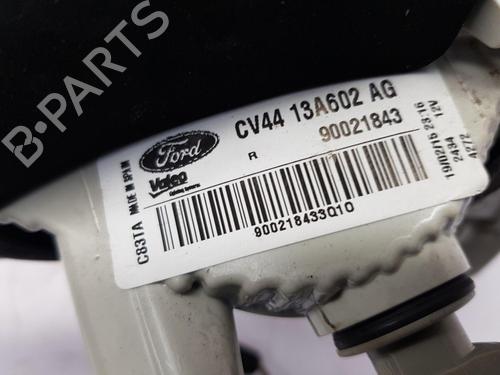 CV44 13A602 AG
90021843
R
Ford
Valeo
MADE IN SPAIN
C83TA
900218433Q10
19/02/15 23:16
2434 12V
4272
B-PARTS